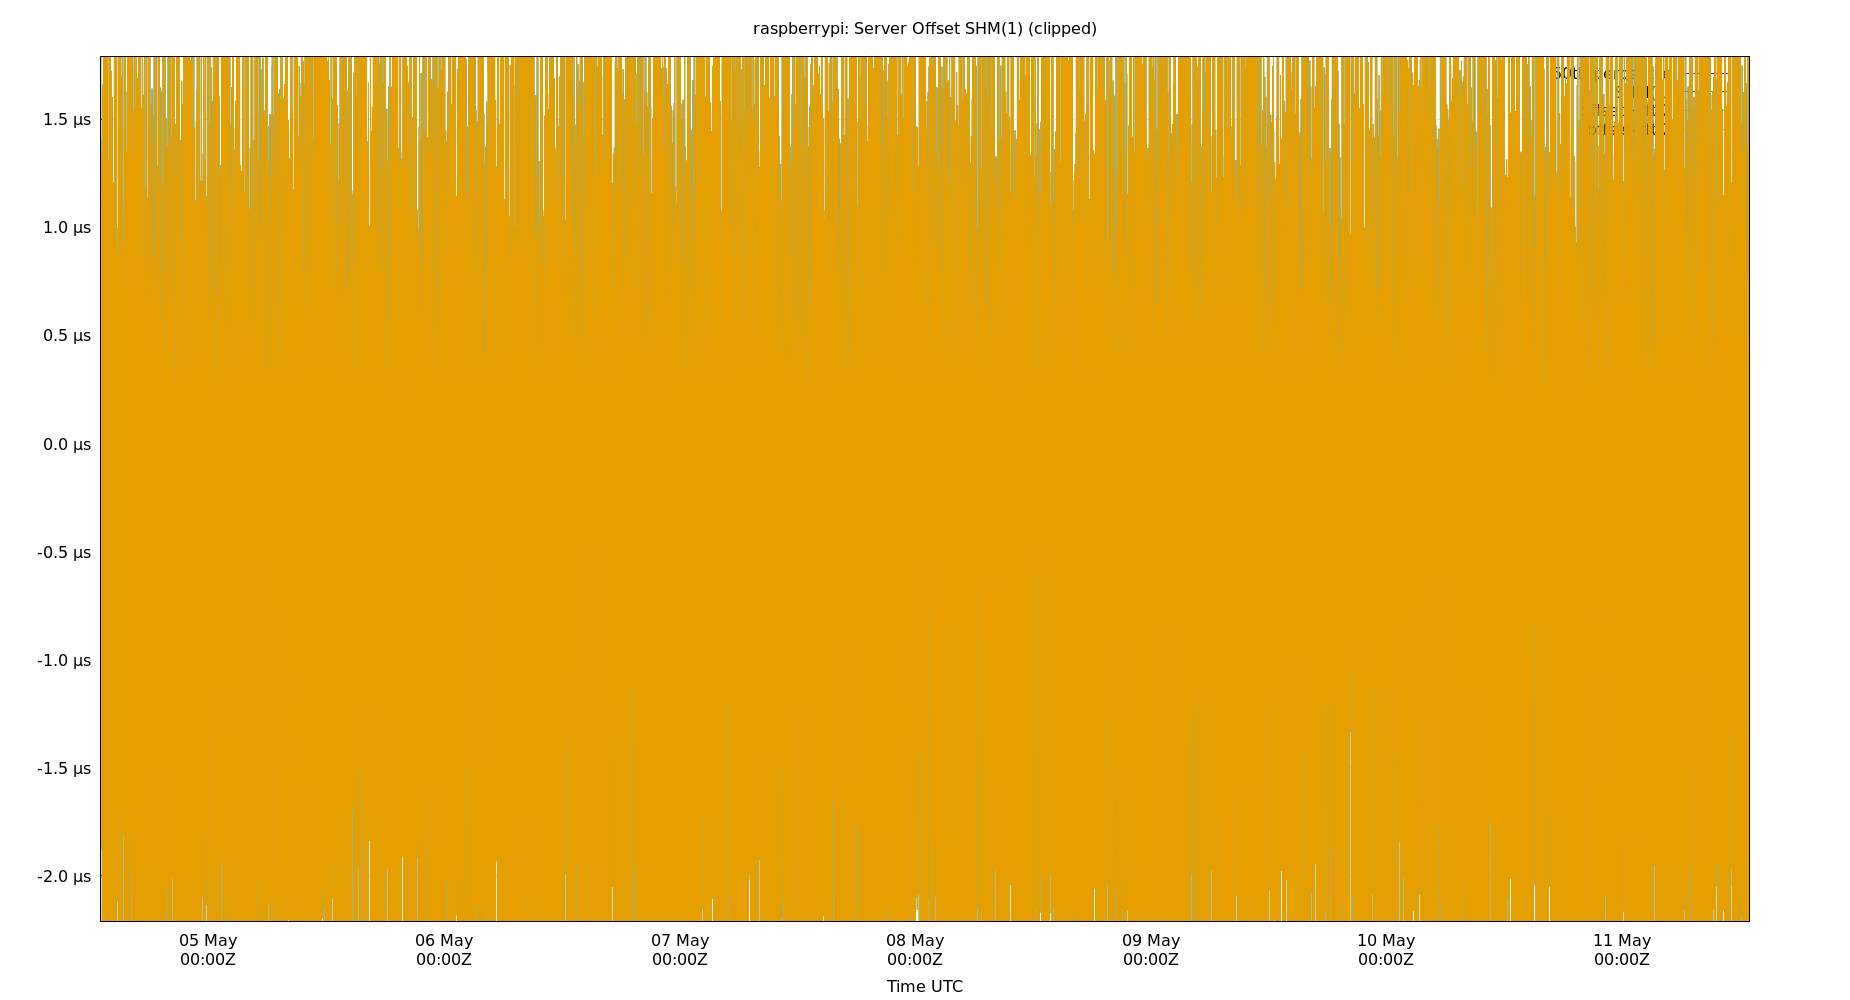 raspberrypi: Server Offset SHM(1) (clipped)
1.5 µs
1.0 µs
0.5 µs
0.0 µs
-0.5 µs
-1.0 µs
-1.5 µs
-2.0 µs
05 May 06 May 07 May 08 May 09 May 10 May 11 May
00:00Z 00:00Z 00:00Z 00:00Z 00:00Z 00:00Z 00:00Z
Time UTC